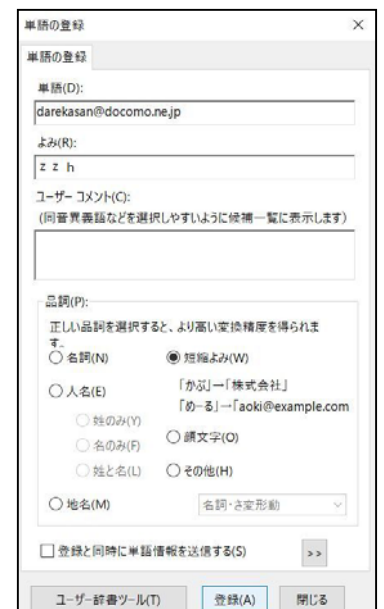 単語の登録
単語の登録
単語(D):
darekasan@docomo.ne.jp
よみ(R):
ｚｚｈ
ユーザー コメント(C):
(同音異義語などを選択しやすいように候補一覧に表示します)
品詞(P):
正しい品詞を選択すると、より高い変換精度を得られま
す。
名詞(N)
短縮よみ(W)
人名(E)
「かぶ」→「株式会社」
「めーる」→「aoki@example.com
姓のみ(Y)
名のみ(F)
顔文字(O)
姓と名(L)
その他(H)
地名(M)
名詞・さ変形動
登録と同時に単語情報を送信する(S)
>>
ユーザー辞書ツール(T)
登録(A)
閉じる